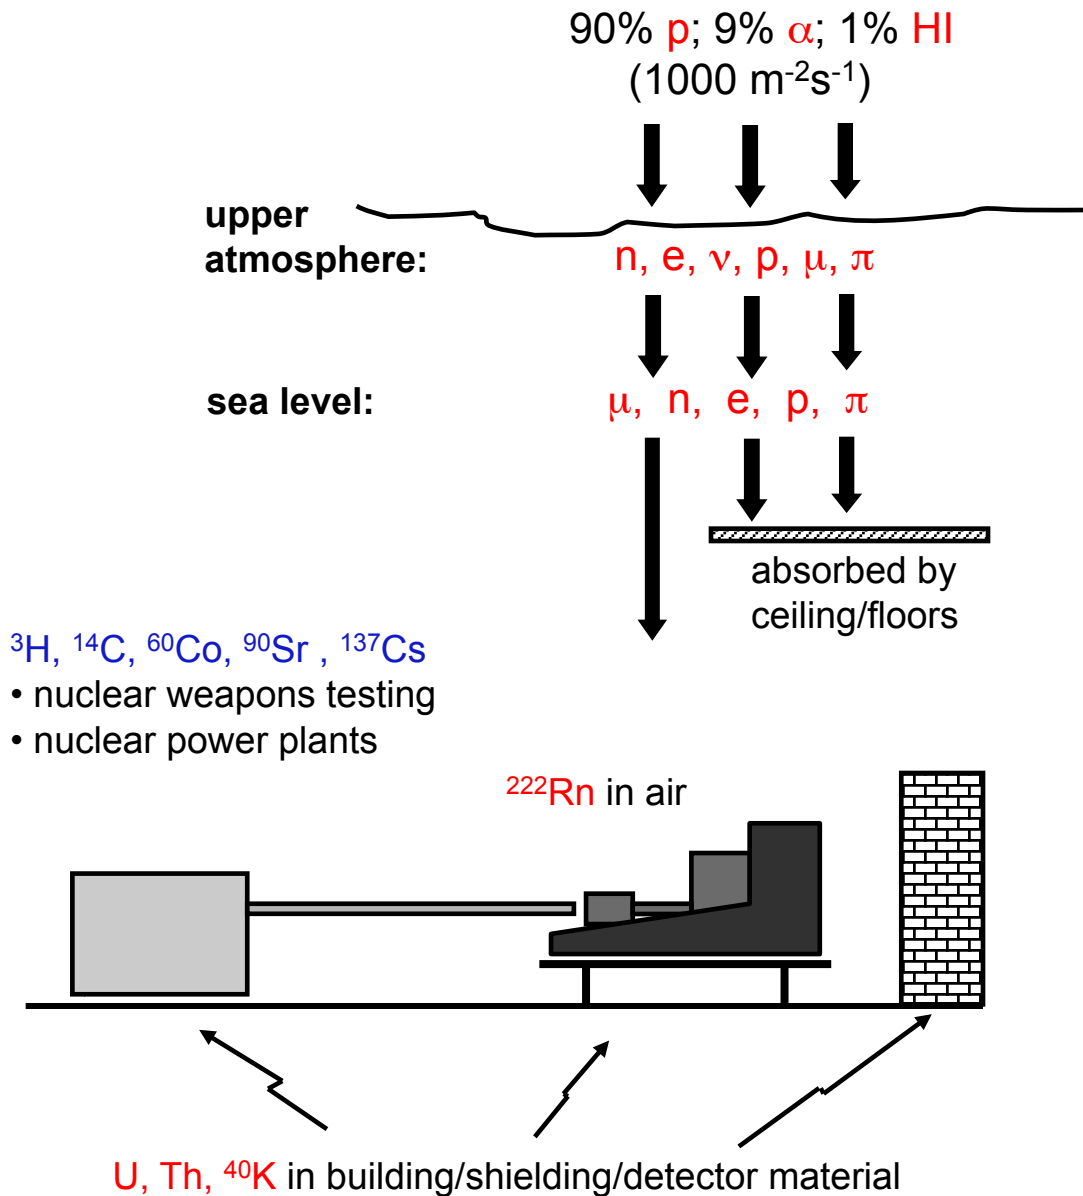 90% p; 9% α; 1% HI
(1000 m⁻²s⁻¹)
upper
atmosphere:
n, e, ν, p, μ, π
sea level:
μ, n, e, p, π
absorbed by
ceiling/floors
³H, ¹⁴C, ⁶⁰Co, ⁹⁰Sr , ¹³⁷Cs
• nuclear weapons testing
• nuclear power plants
²²²Rn in air
U, Th, ⁴⁰K in building/shielding/detector material